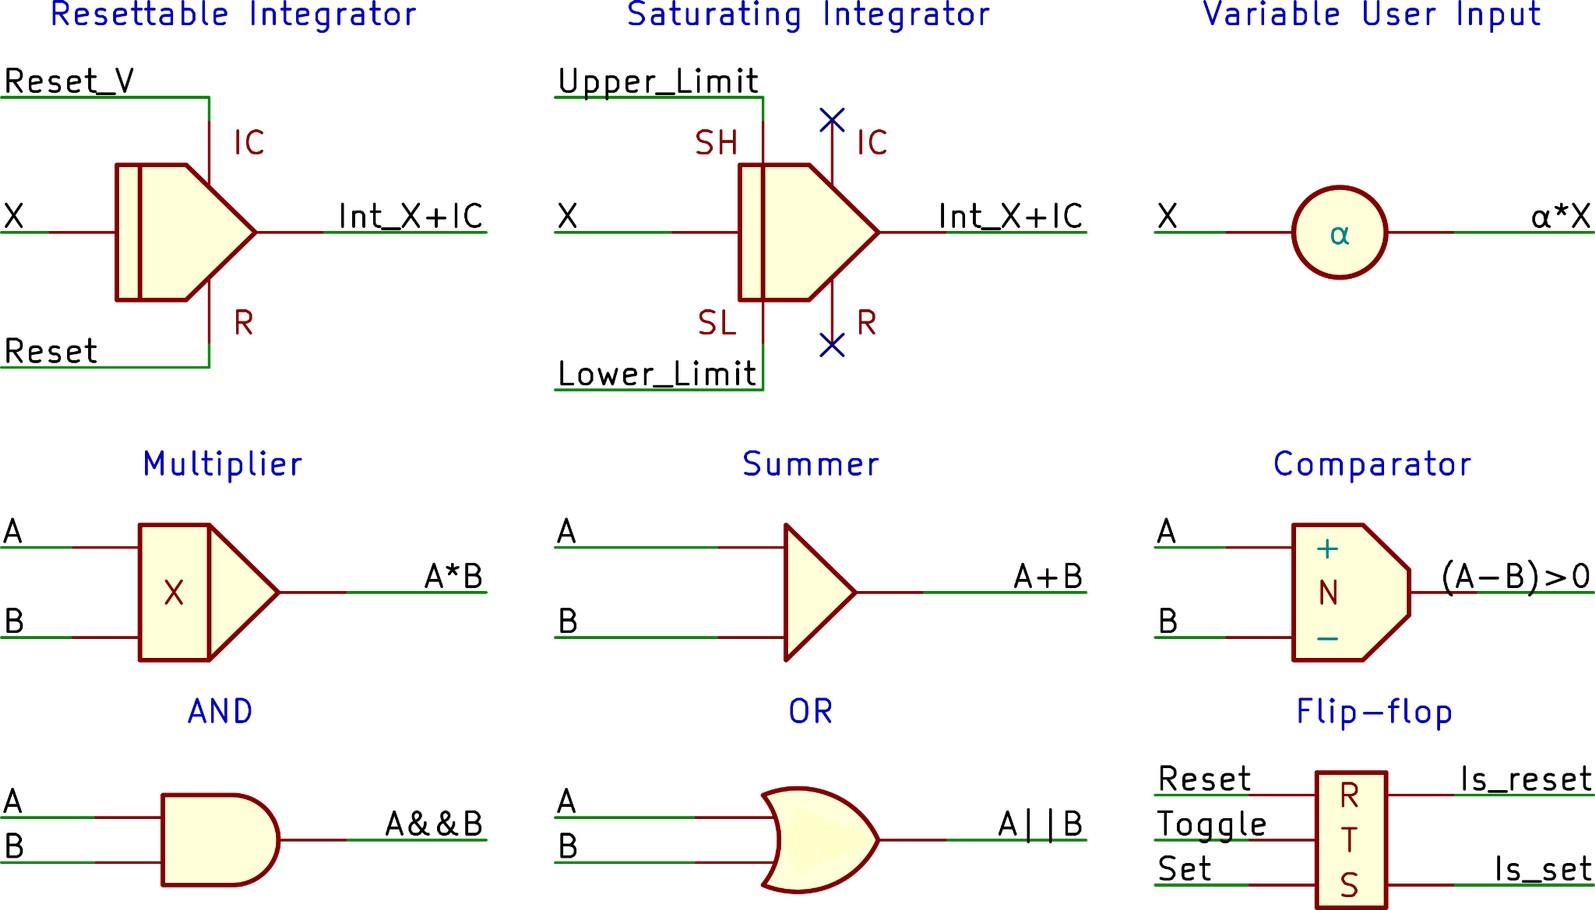 Resettable Integrator
Saturating Integrator
Variable User Input
Reset_V
IC
X
Int_X+IC
R
Reset
Upper_Limit
SH
IC
X
Int_X+IC
SL
R
Lower_Limit
X
α
α*X
Multiplier
Summer
Comparator
A
X
A*B
B
A
A+B
B
A
+
N
(A−B)>0
B
−
AND
OR
Flip-flop
A
A&&B
B
A
A||B
B
Reset
R
Is_reset
Toggle
T
Set
S
Is_set